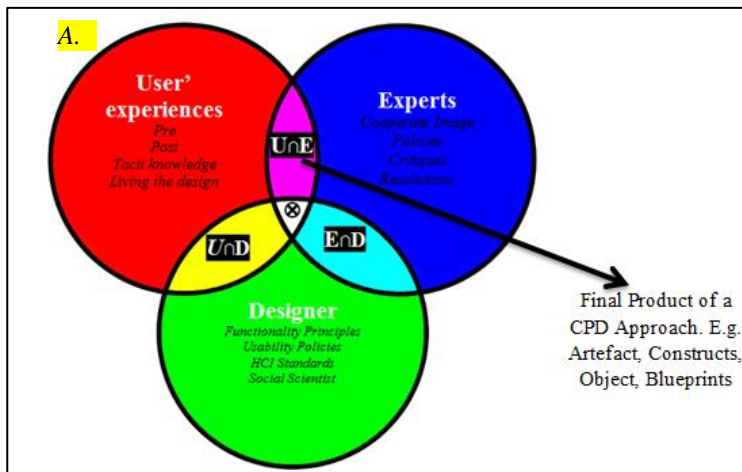 A.
User’
experiences
Pre
Post
Tacit knowledge
Living the design
Experts
Cooperate Image
Policies
Critiques
Resolutions
U∩E
⊗
U∩D
E∩D
Designer
Functionality Principles
Usability Policies
HCI Standards
Social Scientist
Final Product of a
CPD Approach. E.g.
Artefact, Constructs,
Object, Blueprints